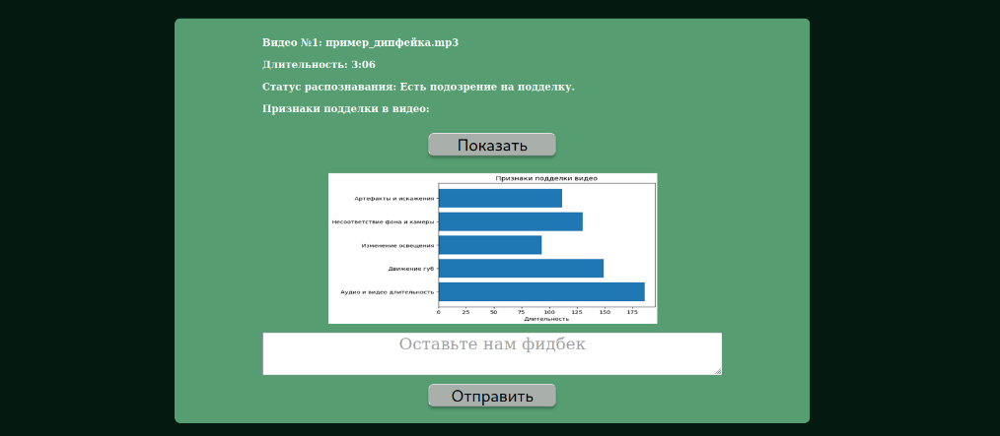 Видео №1: пример_дипфейка.mp3
Длительность: 3:06
Статус распознавания: Есть подозрение на подделку.
Признаки подделки в видео:
Показать
Признаки подделки видео
Артефакты и искажения
Несоответствие фона и камеры
Изменение освещения
Движение губ
Аудио и видео длительность
0 25 50 75 100 125 150 175
Длительность
Оставьте нам фидбек
Отправить